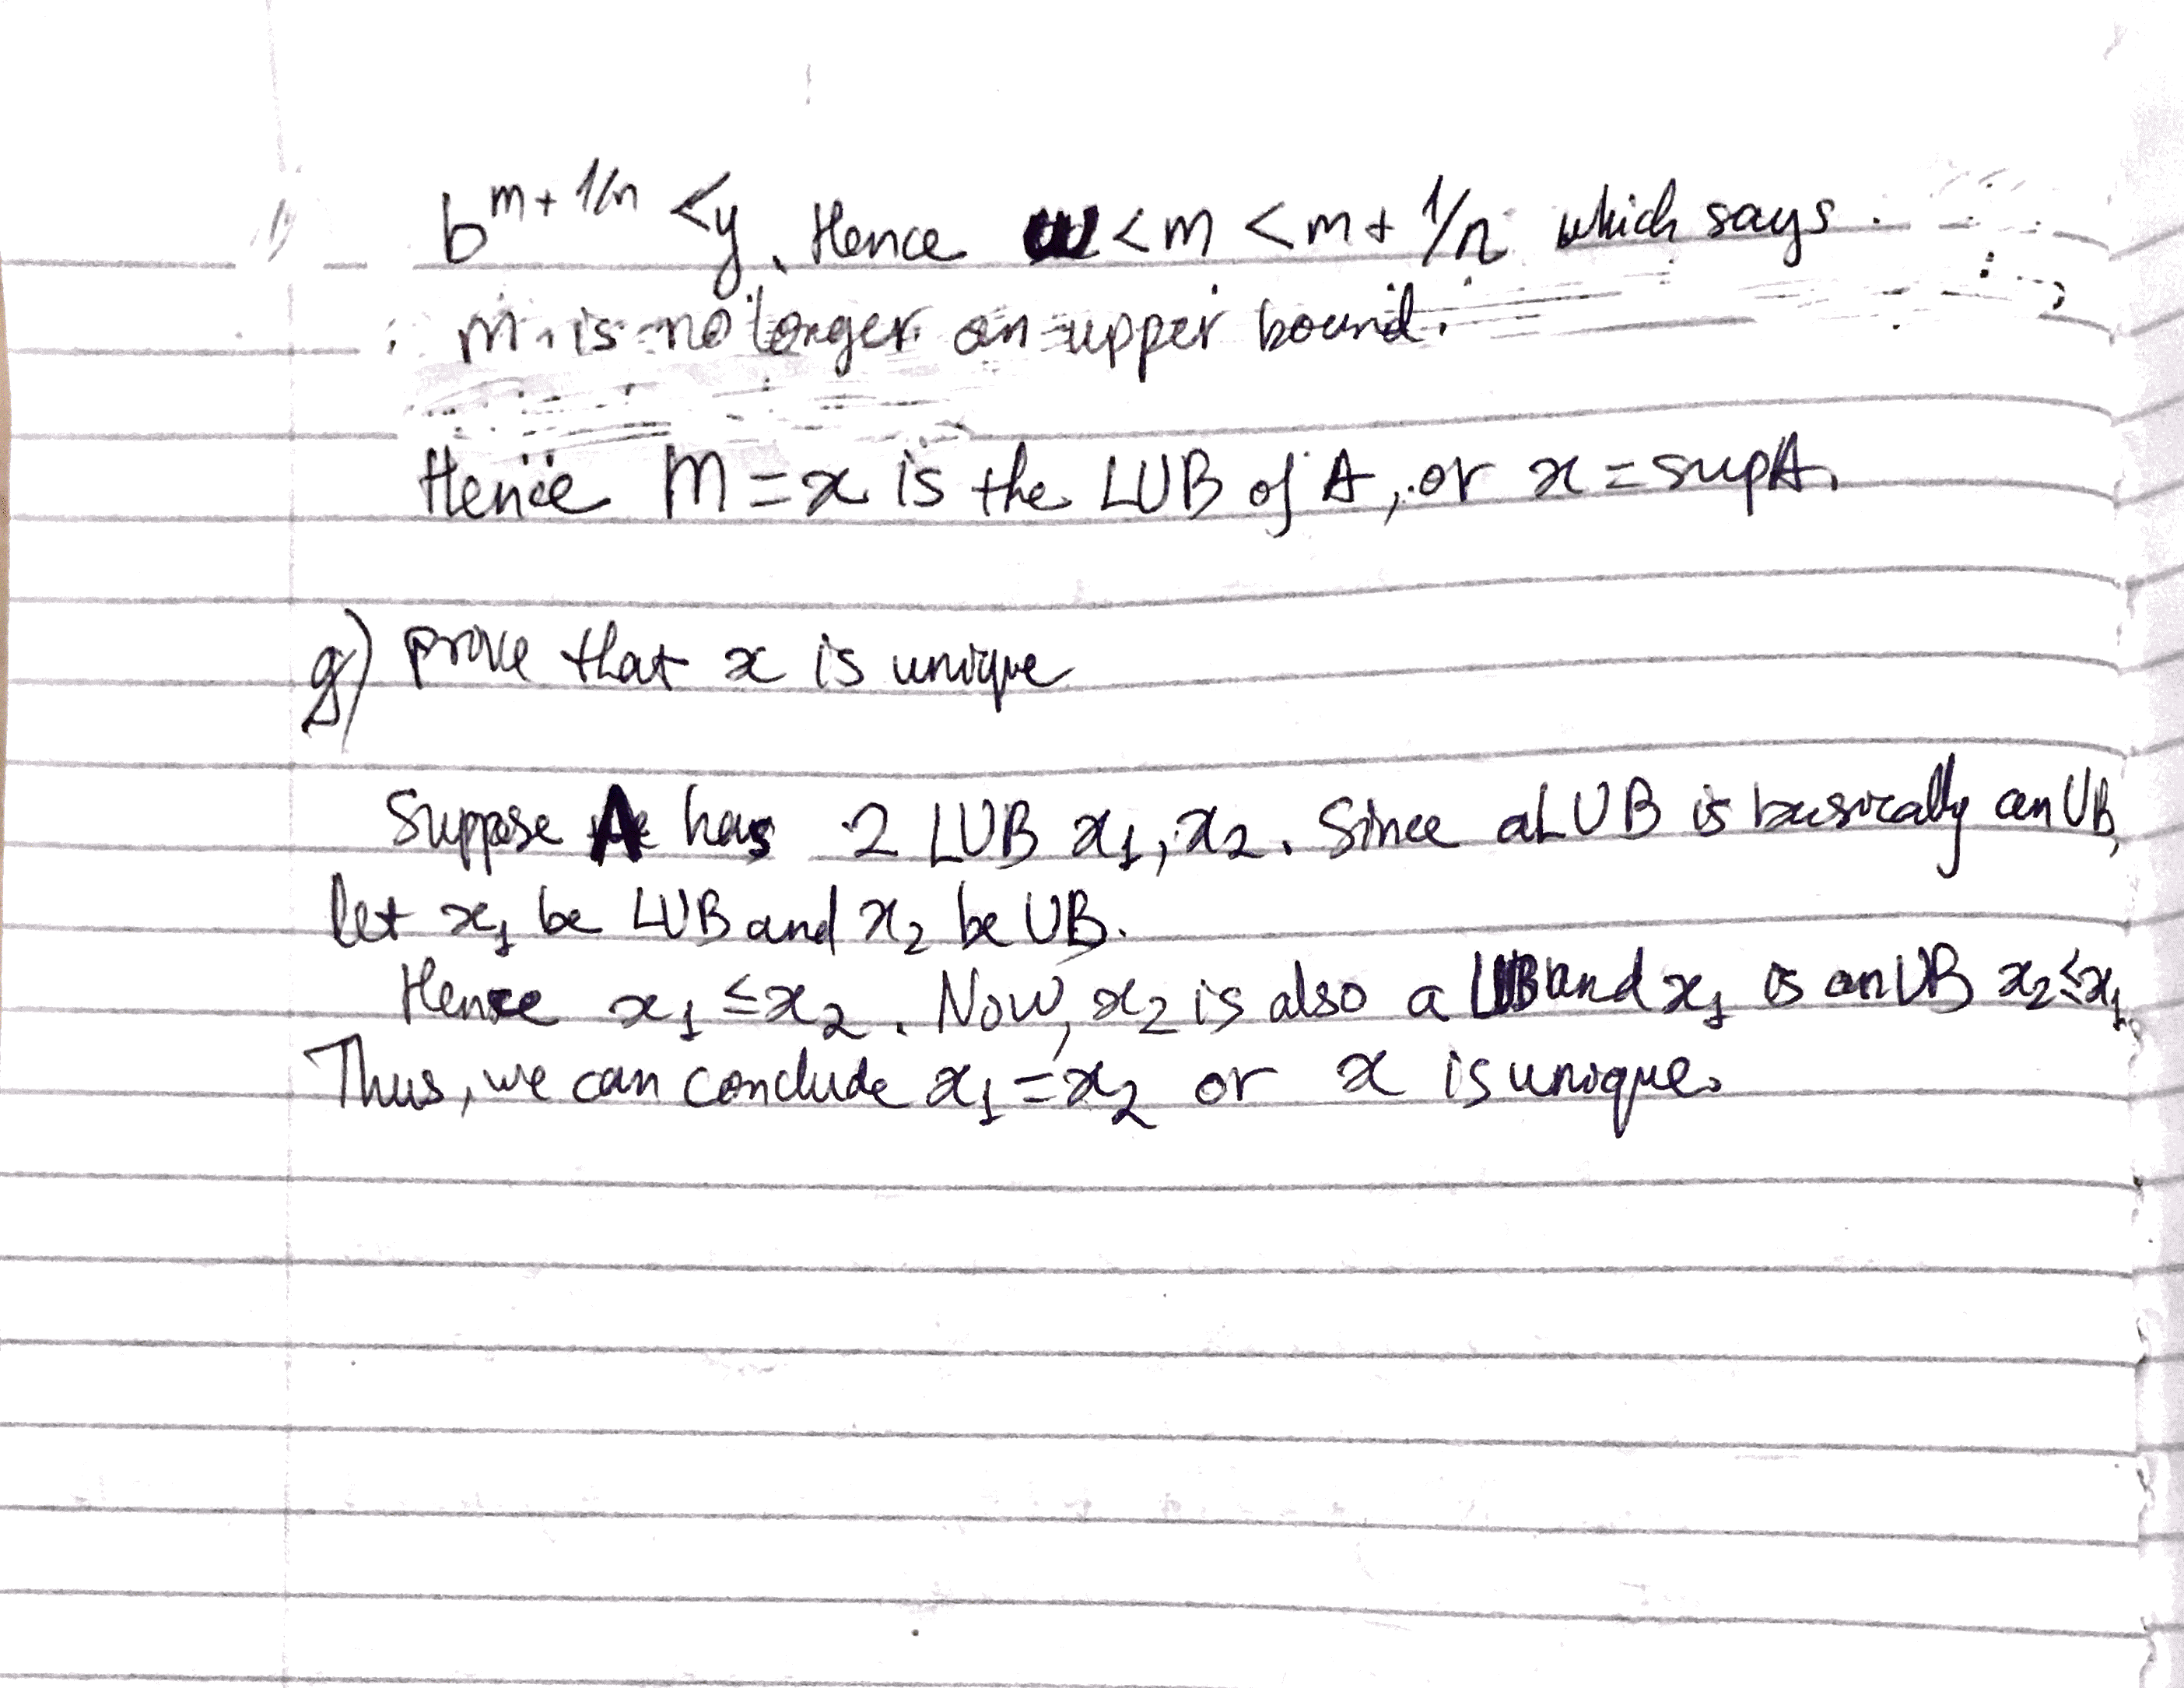 b^{m+1/n} < y. Hence w < m < m + 1/n which says
m is no longer an upper bound.
Hence m = x is the LUB of A, or x = sup A.
g) prove that x is unique
Suppose A has 2 LUB x₁, x₂. Since a LUB is basically an UB,
let x₁ be LUB and x₂ be UB.
Hence x₁ ≤ x₂. Now, x₂ is also a LUB and x₁ is an UB x₂ ≤ x₁.
Thus, we can conclude x₁ = x₂ or x is unique.